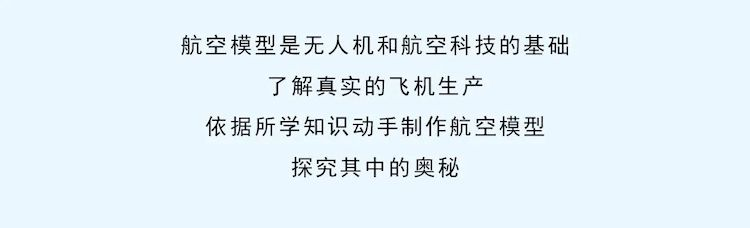 航空模型是无人机和航空科技的基础
了解真实的飞机生产
依据所学知识动手制作航空模型
探究其中的奥秘